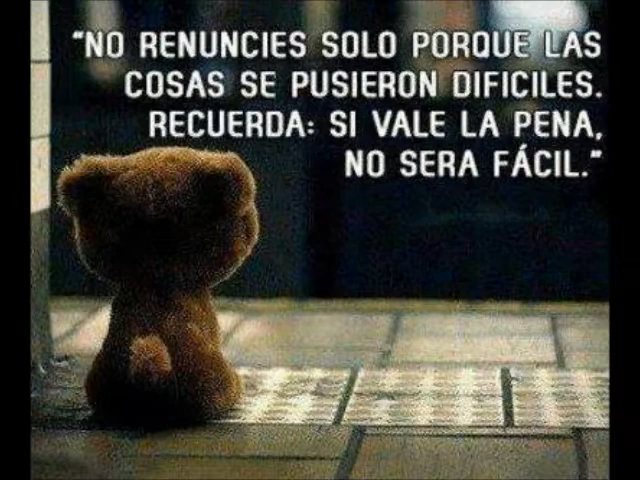 "NO RENUNCIES SOLO PORQUE LAS
COSAS SE PUSIERON DIFICILES.
RECUERDA: SI VALE LA PENA,
NO SERA FÁCIL."